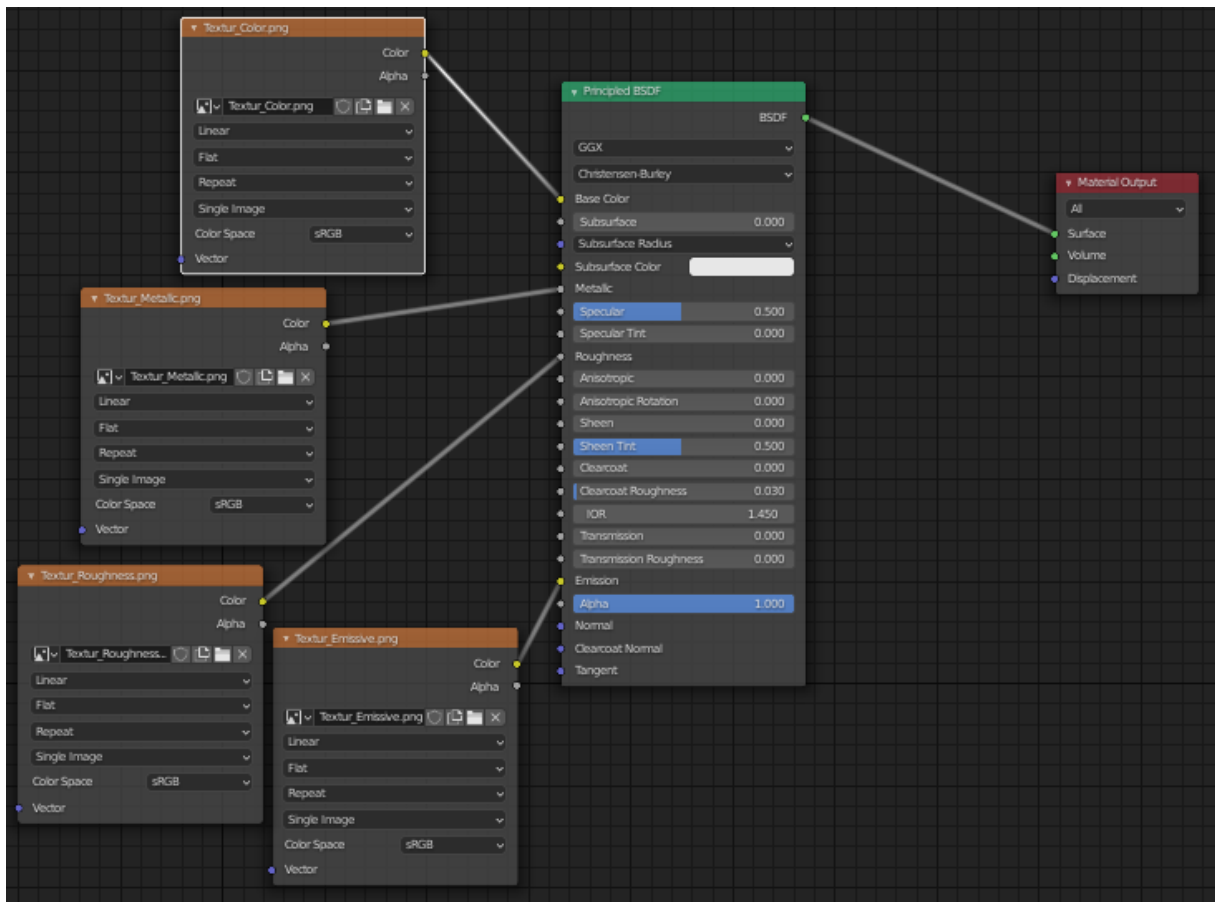 Textur_Color.png
Color
Alpha
Textur_Color.png
Linear
Flat
Repeat
Single Image
Color Space sRGB
Vector
Textur_Metallic.png
Color
Alpha
Textur_Metallic.png
Linear
Flat
Repeat
Single Image
Color Space sRGB
Vector
Textur_Roughness.png
Color
Alpha
Textur_Roughness...
Linear
Flat
Repeat
Single Image
Color Space sRGB
Vector
Textur_Emissive.png
Color
Alpha
Textur_Emissive.png
Linear
Flat
Repeat
Single Image
Color Space sRGB
Vector
Principled BSDF
BSDF
GGX
Christensen-Burley
Base Color
Subsurface 0.000
Subsurface Radius
Subsurface Color
Metallic
Specular 0.500
Specular Tint 0.000
Roughness
Anisotropic 0.000
Anisotropic Rotation 0.000
Sheen 0.000
Sheen Tint 0.500
Clearcoat 0.000
Clearcoat Roughness 0.030
IOR 1.450
Transmission 0.000
Transmission Roughness 0.000
Emission
Alpha 1.000
Normal
Clearcoat Normal
Tangent
Material Output
All
Surface
Volume
Displacement